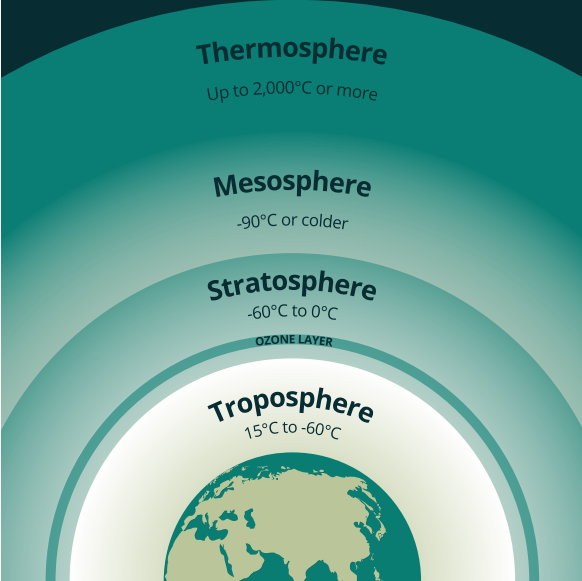 Thermosphere
Up to 2,000°C or more
Mesosphere
-90°C or colder
Stratosphere
-60°C to 0°C
OZONE LAYER
Troposphere
15°C to -60°C